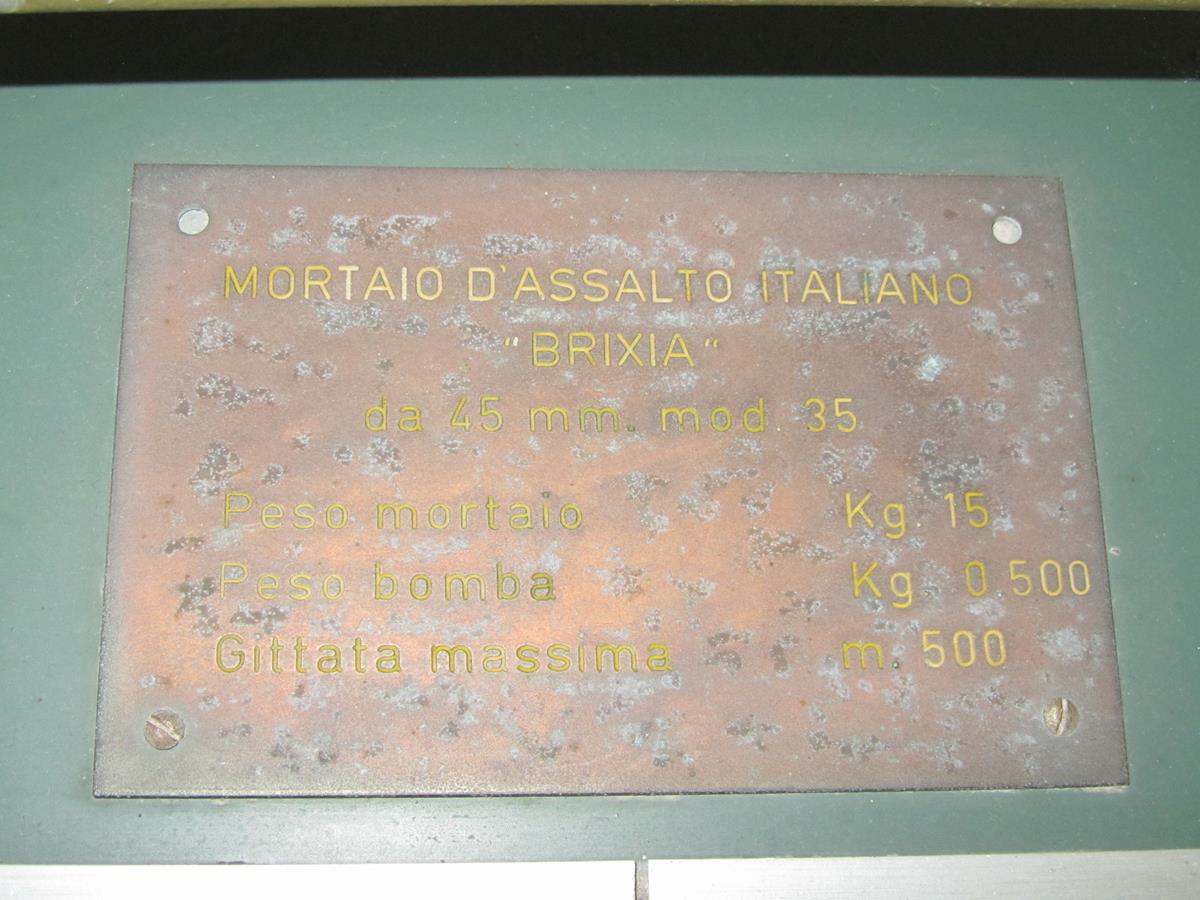 MORTAIO D'ASSALTO ITALIANO
"BRIXIA"
da 45 mm. mod 35
Peso mortaio Kg 15
Peso bomba Kg 0 500
Gittata massima m. 500